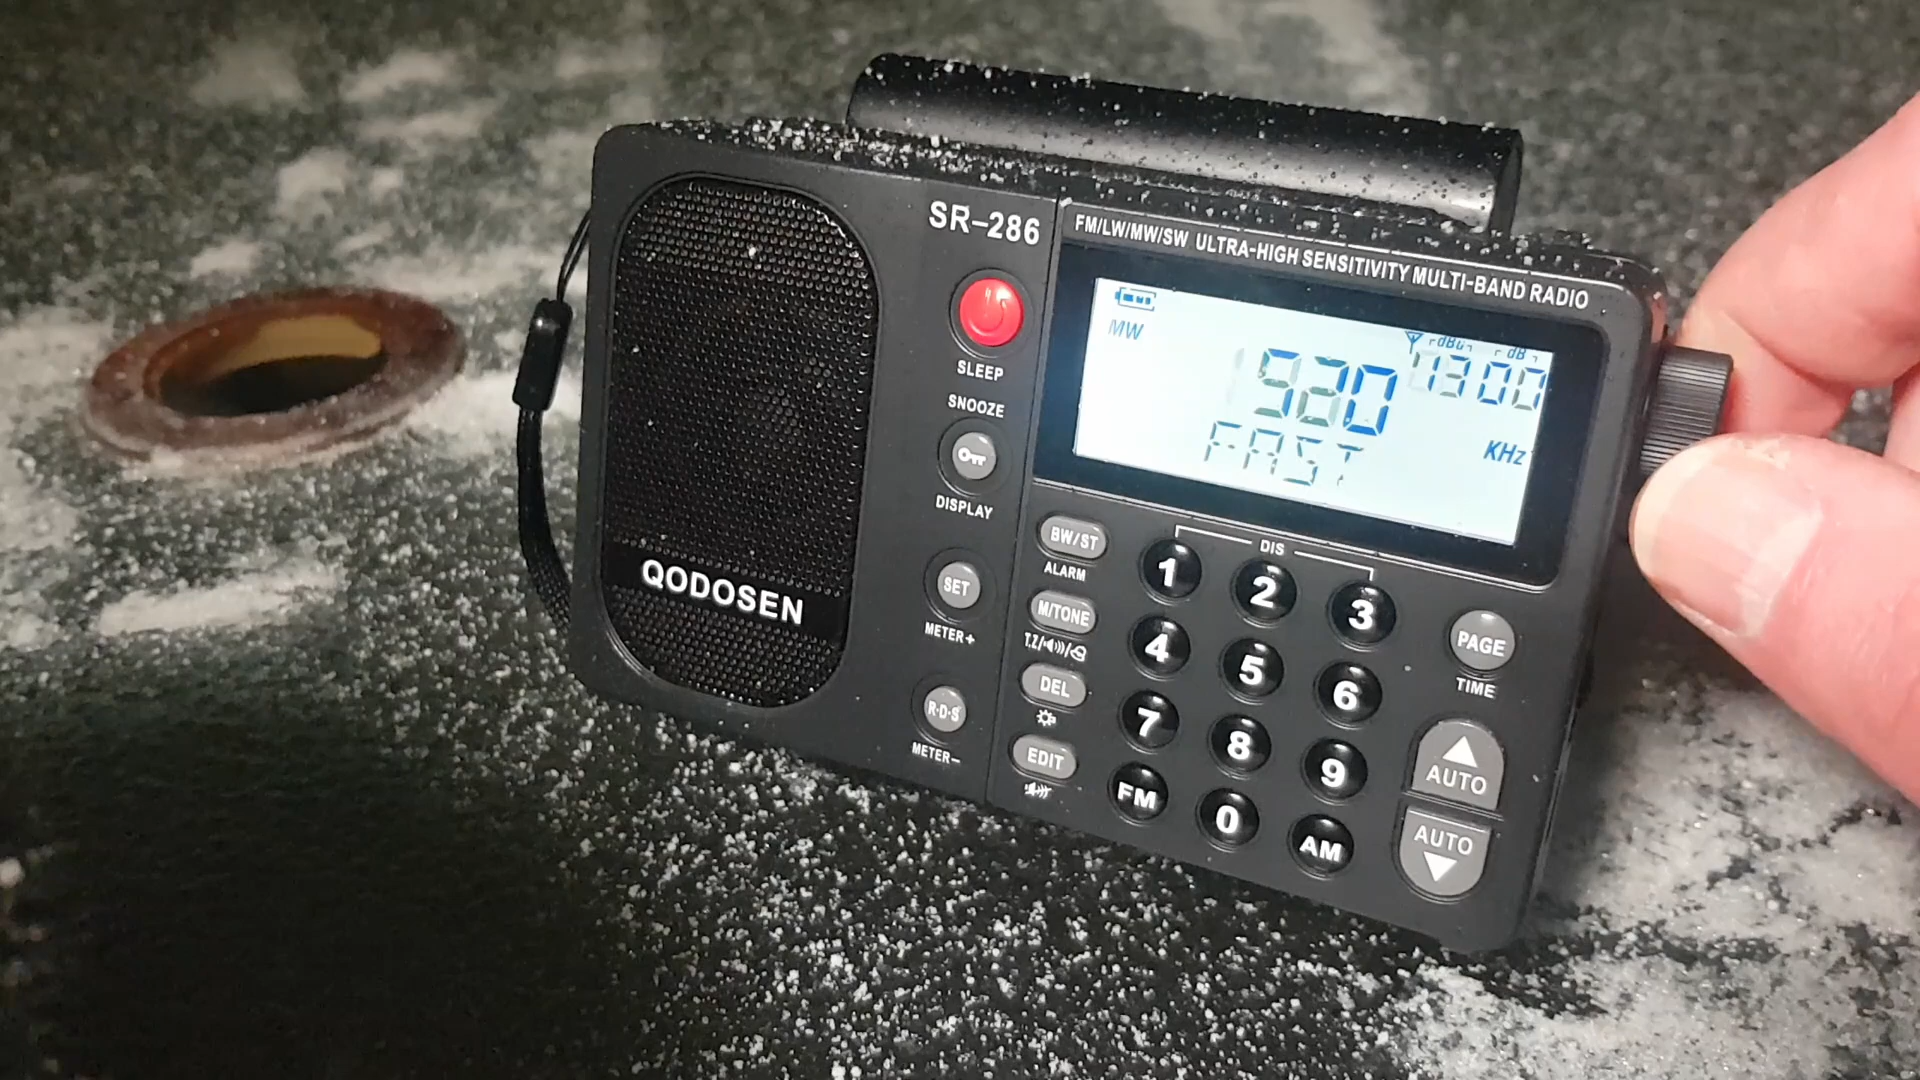 SR-286
FM/LW/MW/SW ULTRA-HIGH SENSITIVITY MULTI-BAND RADIO
MW
dBu
dB
KHz
FAST
SLEEP
SNOOZE
DISPLAY
QODOSEN
SET
METER+
R·D·S
METER-
BW/ST
ALARM
M/TONE
T.Z/
DEL
EDIT
DIS
1 2 3
4 5 6
7 8 9
FM 0 AM
PAGE
TIME
AUTO
AUTO